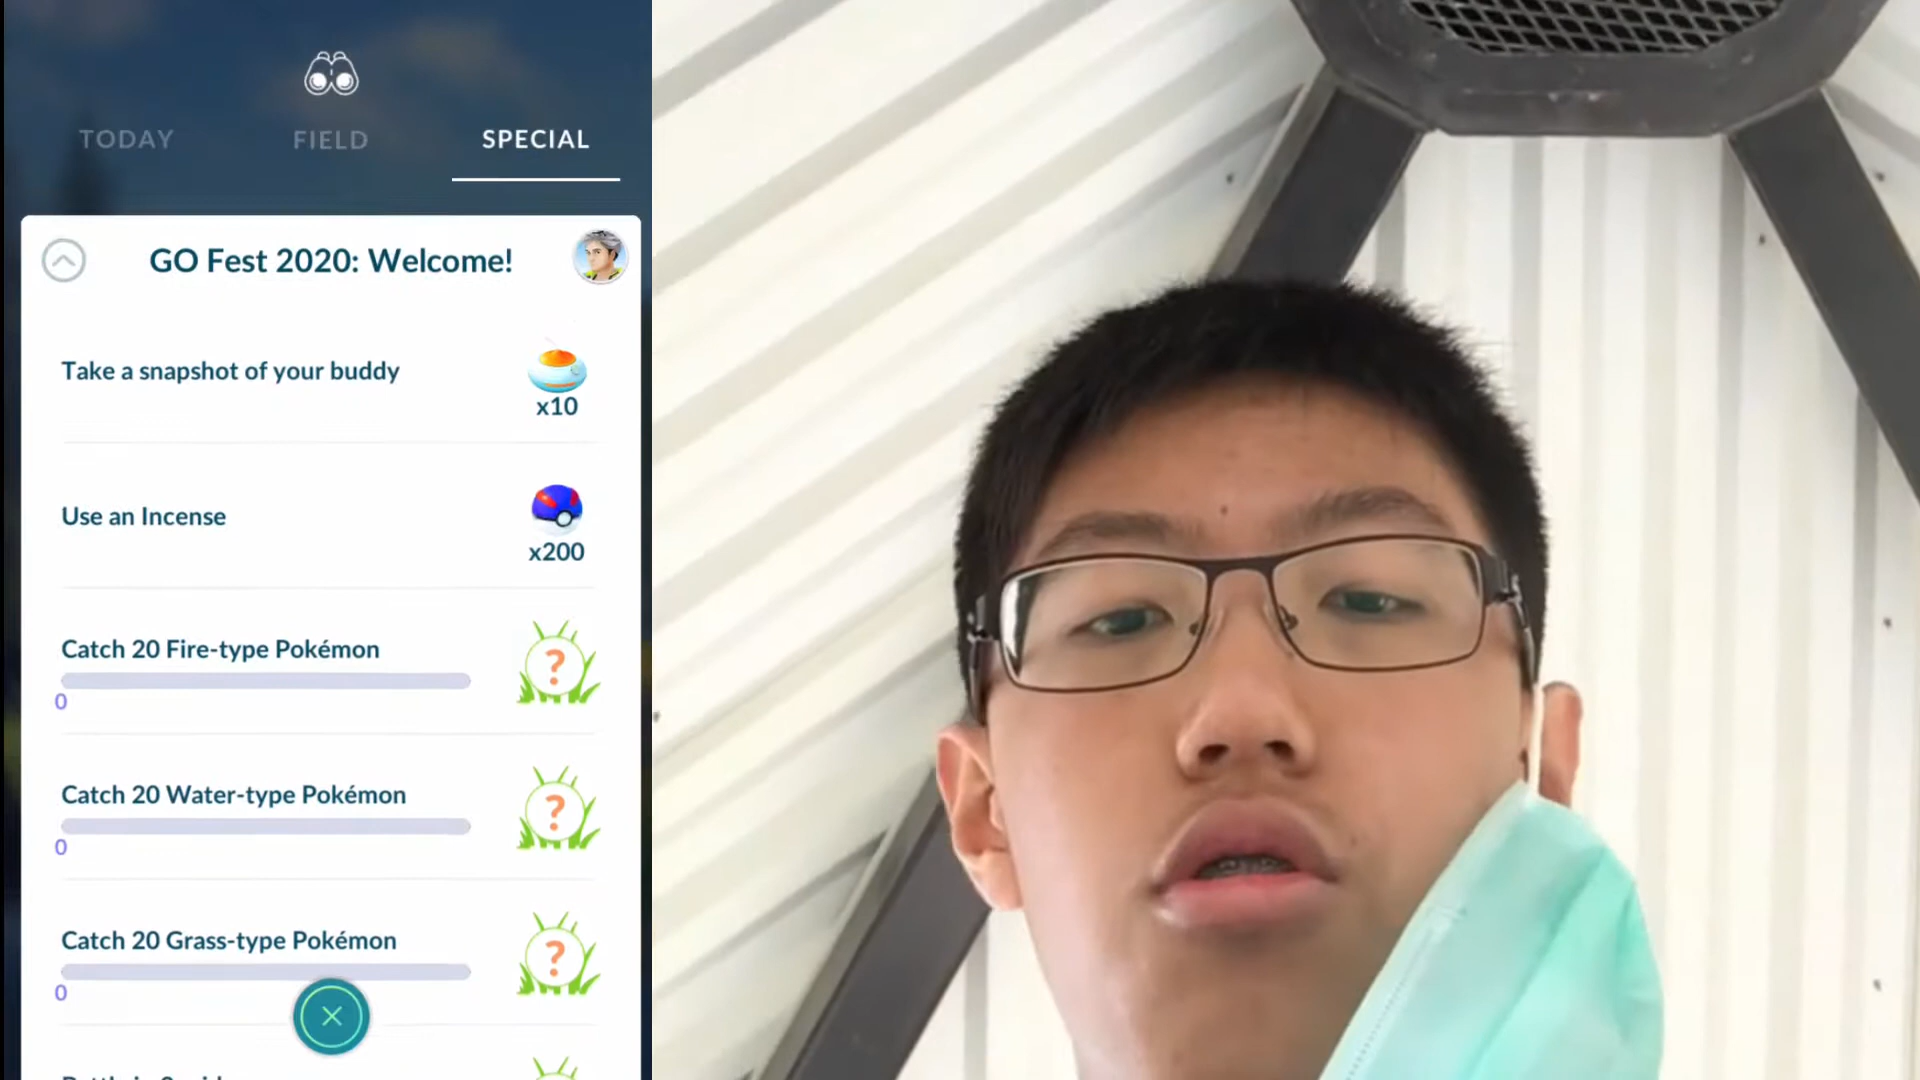 TODAY FIELD SPECIAL
GO Fest 2020: Welcome!
Take a snapshot of your buddy
x10
Use an Incense
x200
Catch 20 Fire-type Pokémon
?
0
Catch 20 Water-type Pokémon
?
0
Catch 20 Grass-type Pokémon
?
0